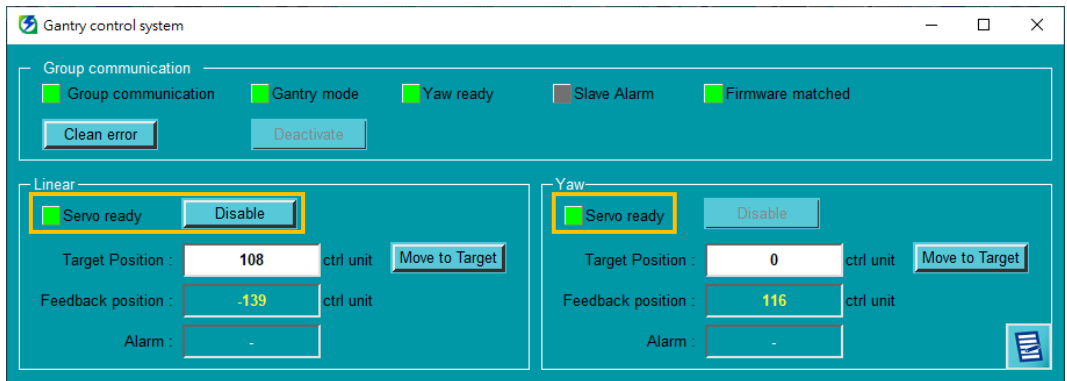 Gantry control system
Group communication
Group communication Gantry mode Yaw ready Slave Alarm Firmware matched
Clean error Deactivate
Linear
Servo ready Disable
Target Position : 108 ctrl unit Move to Target
Feedback position : -139 ctrl unit
Alarm : -
Yaw
Servo ready Disable
Target Position : 0 ctrl unit Move to Target
Feedback position : 116 ctrl unit
Alarm : -